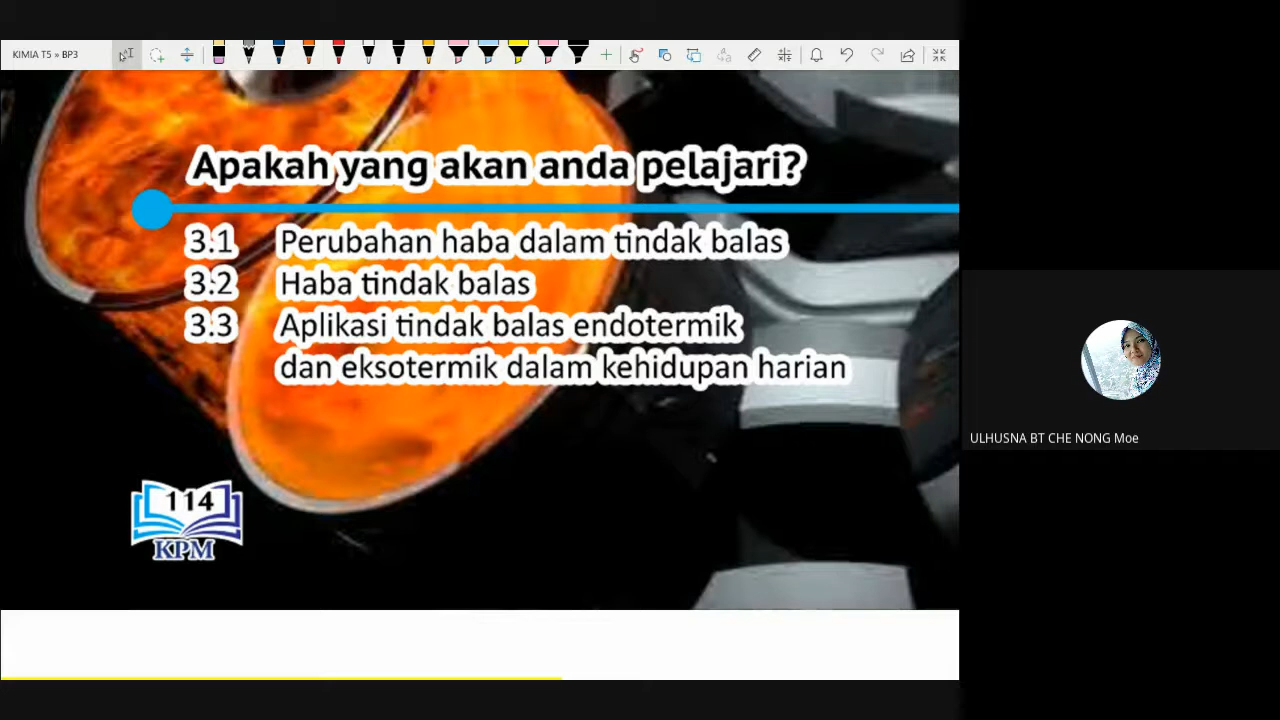 KIMIA T5 » BP3
Apakah yang akan anda pelajari?
3.1 Perubahan haba dalam tindak balas
3.2 Haba tindak balas
3.3 Aplikasi tindak balas endotermik
dan eksotermik dalam kehidupan harian
114
KPM
ULHUSNA BT CHE NONG Moe